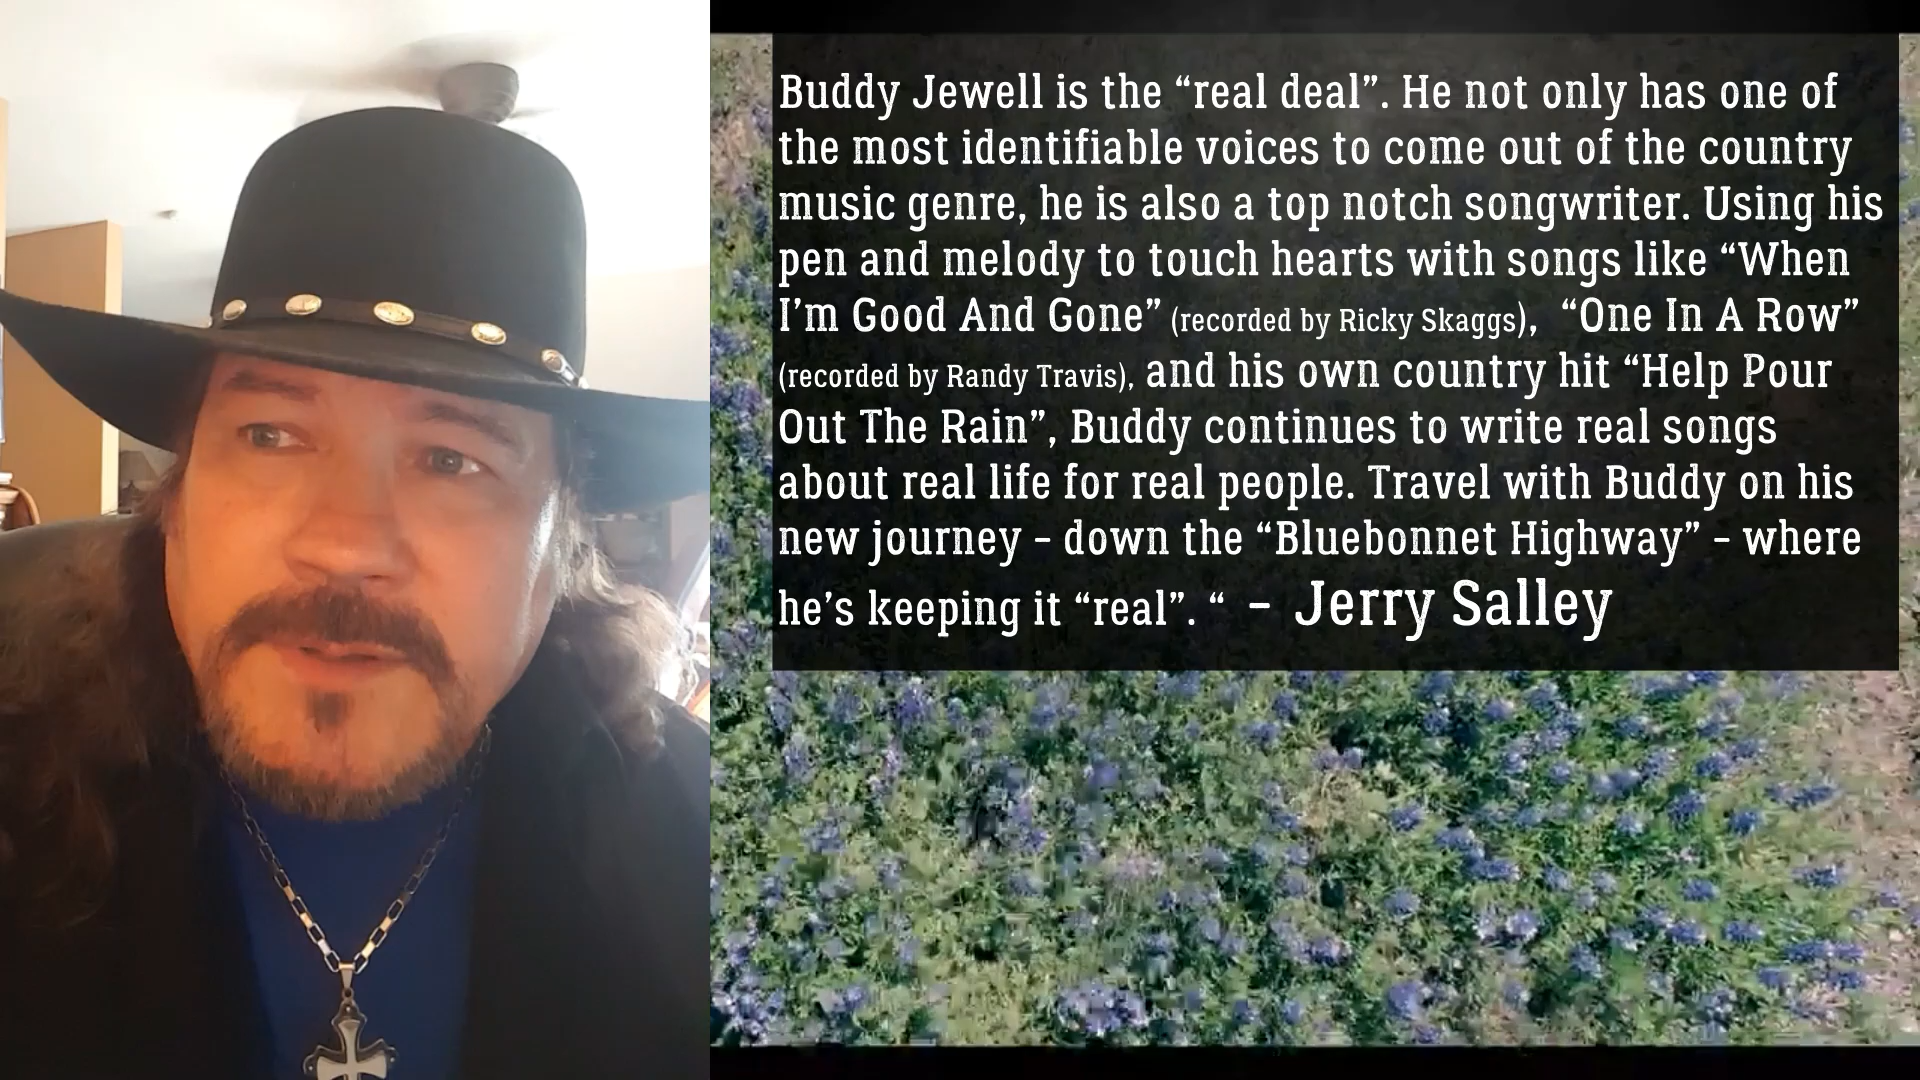 Buddy Jewell is the “real deal”. He not only has one of
the most identifiable voices to come out of the country
music genre, he is also a top notch songwriter. Using his
pen and melody to touch hearts with songs like “When
I’m Good And Gone” (recorded by Ricky Skaggs), “One In A Row”
(recorded by Randy Travis), and his own country hit “Help Pour
Out The Rain”, Buddy continues to write real songs
about real life for real people. Travel with Buddy on his
new journey – down the “Bluebonnet Highway” – where
he’s keeping it “real”. “ – Jerry Salley